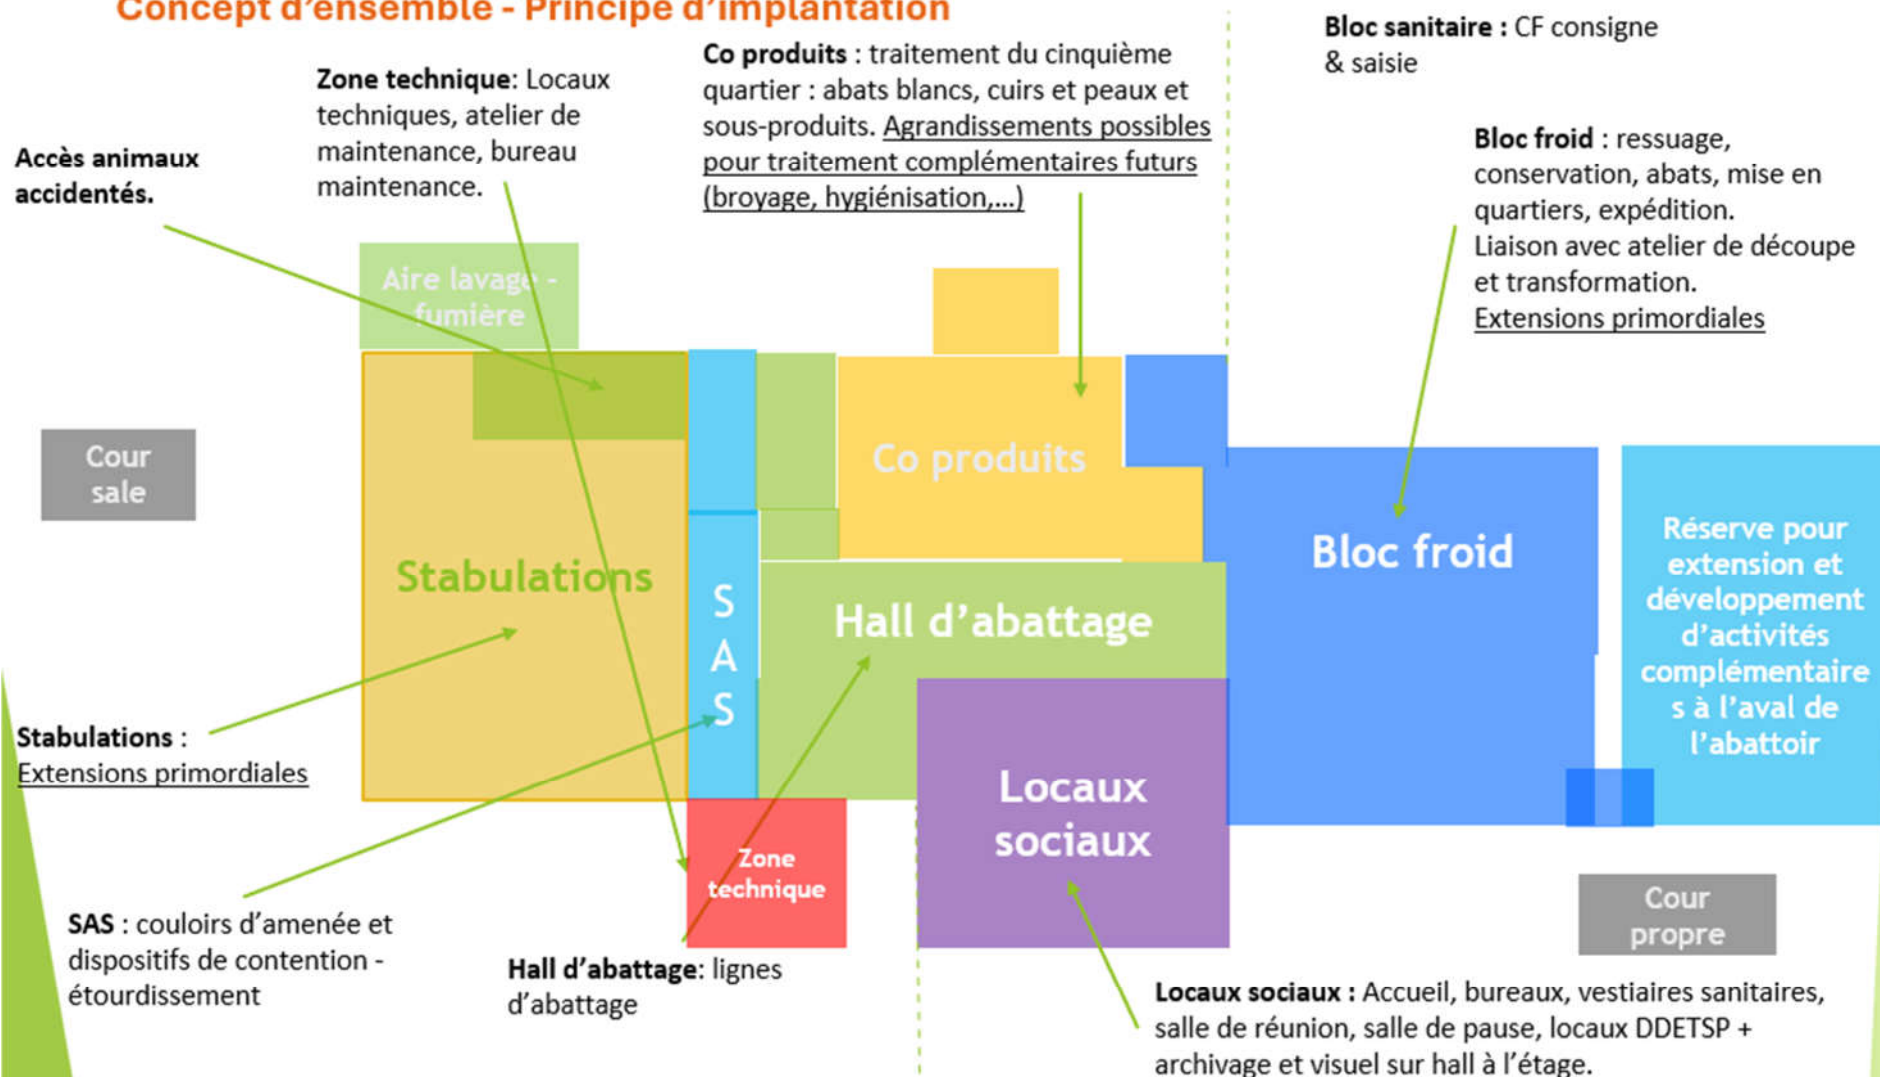 Concept d'ensemble - Principe d'implantation
Bloc sanitaire : CF consigne
& saisie
Co produits : traitement du cinquième
quartier : abats blancs, cuirs et peaux et
sous-produits. Agrandissements possibles
pour traitement complémentaires futurs
(broyage, hygiénisation,...)
Zone technique: Locaux
techniques, atelier de
maintenance, bureau
maintenance.
Accès animaux
accidentés.
Bloc froid : ressuage,
conservation, abats, mise en
quartiers, expédition.
Liaison avec atelier de découpe
et transformation.
Extensions primordiales
Aire lavage -
fumière
Cour
sale
Co produits
Stabulations
S
A
S
Hall d'abattage
Bloc froid
Réserve pour
extension et
développement
d'activités
complémentaire
s à l'aval de
l'abattoir
Stabulations :
Extensions primordiales
Locaux
sociaux
Zone
technique
Cour
propre
SAS : couloirs d'amenée et
dispositifs de contention -
étourdissement
Hall d'abattage: lignes
d'abattage
Locaux sociaux : Accueil, bureaux, vestiaires sanitaires,
salle de réunion, salle de pause, locaux DDETSP +
archivage et visuel sur hall à l'étage.